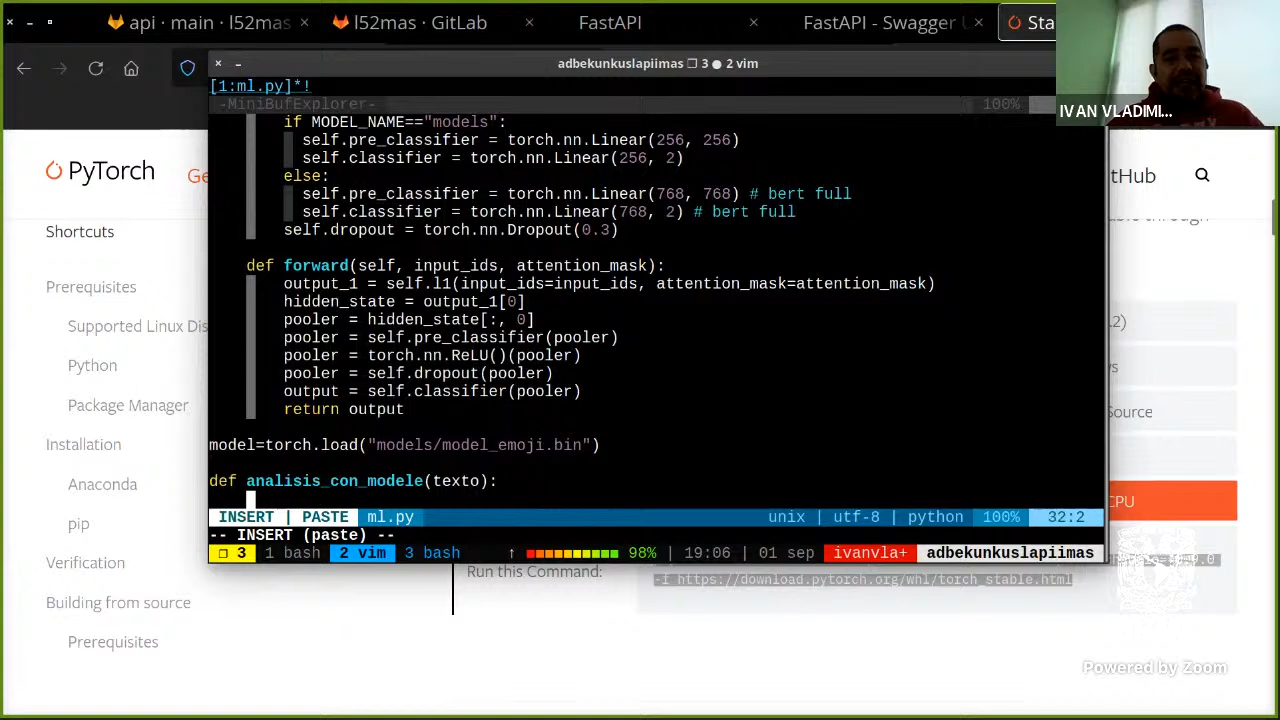 api · main · l52mas
l52mas · GitLab
FastAPI
FastAPI - Swagger U
Sta
adbekunkuslapiimas ❐ 3 ● 2 vim
[1:ml.py]*!
-MiniBufExplorer- 100%
if MODEL_NAME=="models":
self.pre_classifier = torch.nn.Linear(256, 256)
self.classifier = torch.nn.Linear(256, 2)
else:
self.pre_classifier = torch.nn.Linear(768, 768) # bert full
self.classifier = torch.nn.Linear(768, 2) # bert full
self.dropout = torch.nn.Dropout(0.3)
def forward(self, input_ids, attention_mask):
output_1 = self.l1(input_ids=input_ids, attention_mask=attention_mask)
hidden_state = output_1[0]
pooler = hidden_state[:, 0]
pooler = self.pre_classifier(pooler)
pooler = torch.nn.ReLU()(pooler)
pooler = self.dropout(pooler)
output = self.classifier(pooler)
return output
model=torch.load("models/model_emoji.bin")
def analisis_con_modele(texto):
INSERT | PASTE ml.py unix | utf-8 | python 100% 32:2
-- INSERT (paste) --
❐ 3 1 bash 2 vim 3 bash ↑ 98% | 19:06 | 01 sep ivanvla+ adbekunkuslapiimas
IVAN VLADIMI...
PyTorch
Ge
tHub
Shortcuts
Prerequisites
Supported Linux Dis
Python
Package Manager
Installation
Anaconda
pip
Verification
Building from source
Prerequisites
.2)
ws
Source
CPU
Run this Command:
-f https://download.pytorch.org/whl/torch_stable.html
Powered by Zoom